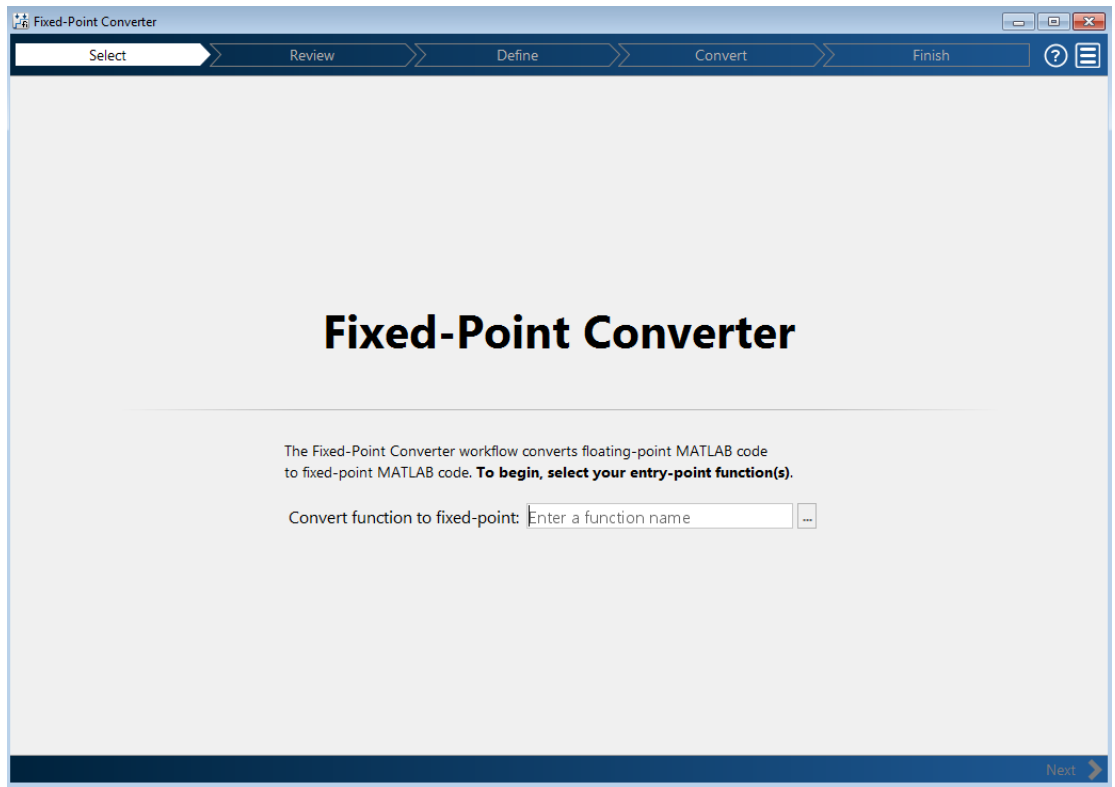 Fixed-Point Converter
Select Review Define Convert Finish ?
Fixed-Point Converter
The Fixed-Point Converter workflow converts floating-point MATLAB code
to fixed-point MATLAB code. To begin, select your entry-point function(s).
Convert function to fixed-point: Enter a function name ...
Next